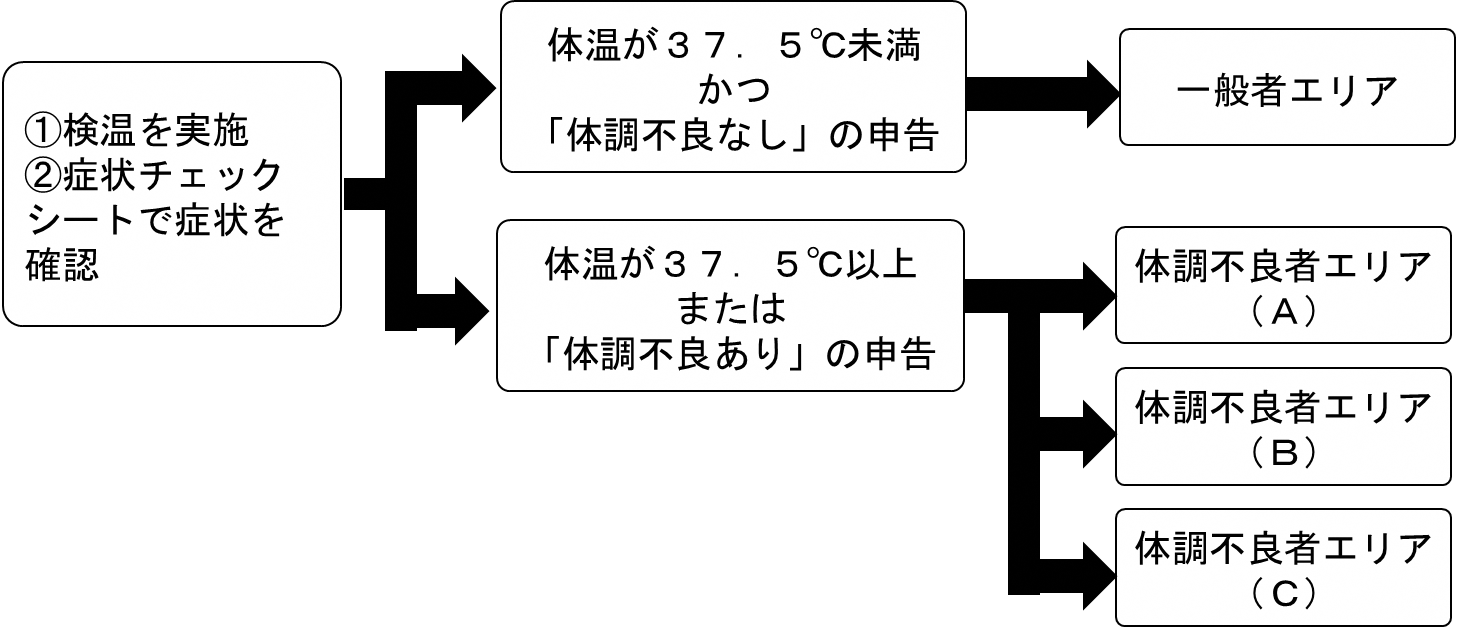 ①検温を実施
②症状チェック
シートで症状を
確認
体温が３７．５℃未満
かつ
「体調不良なし」の申告
一般者エリア
体温が３７．５℃以上
または
「体調不良あり」の申告
体調不良者エリア
（Ａ）
体調不良者エリア
（Ｂ）
体調不良者エリア
（Ｃ）